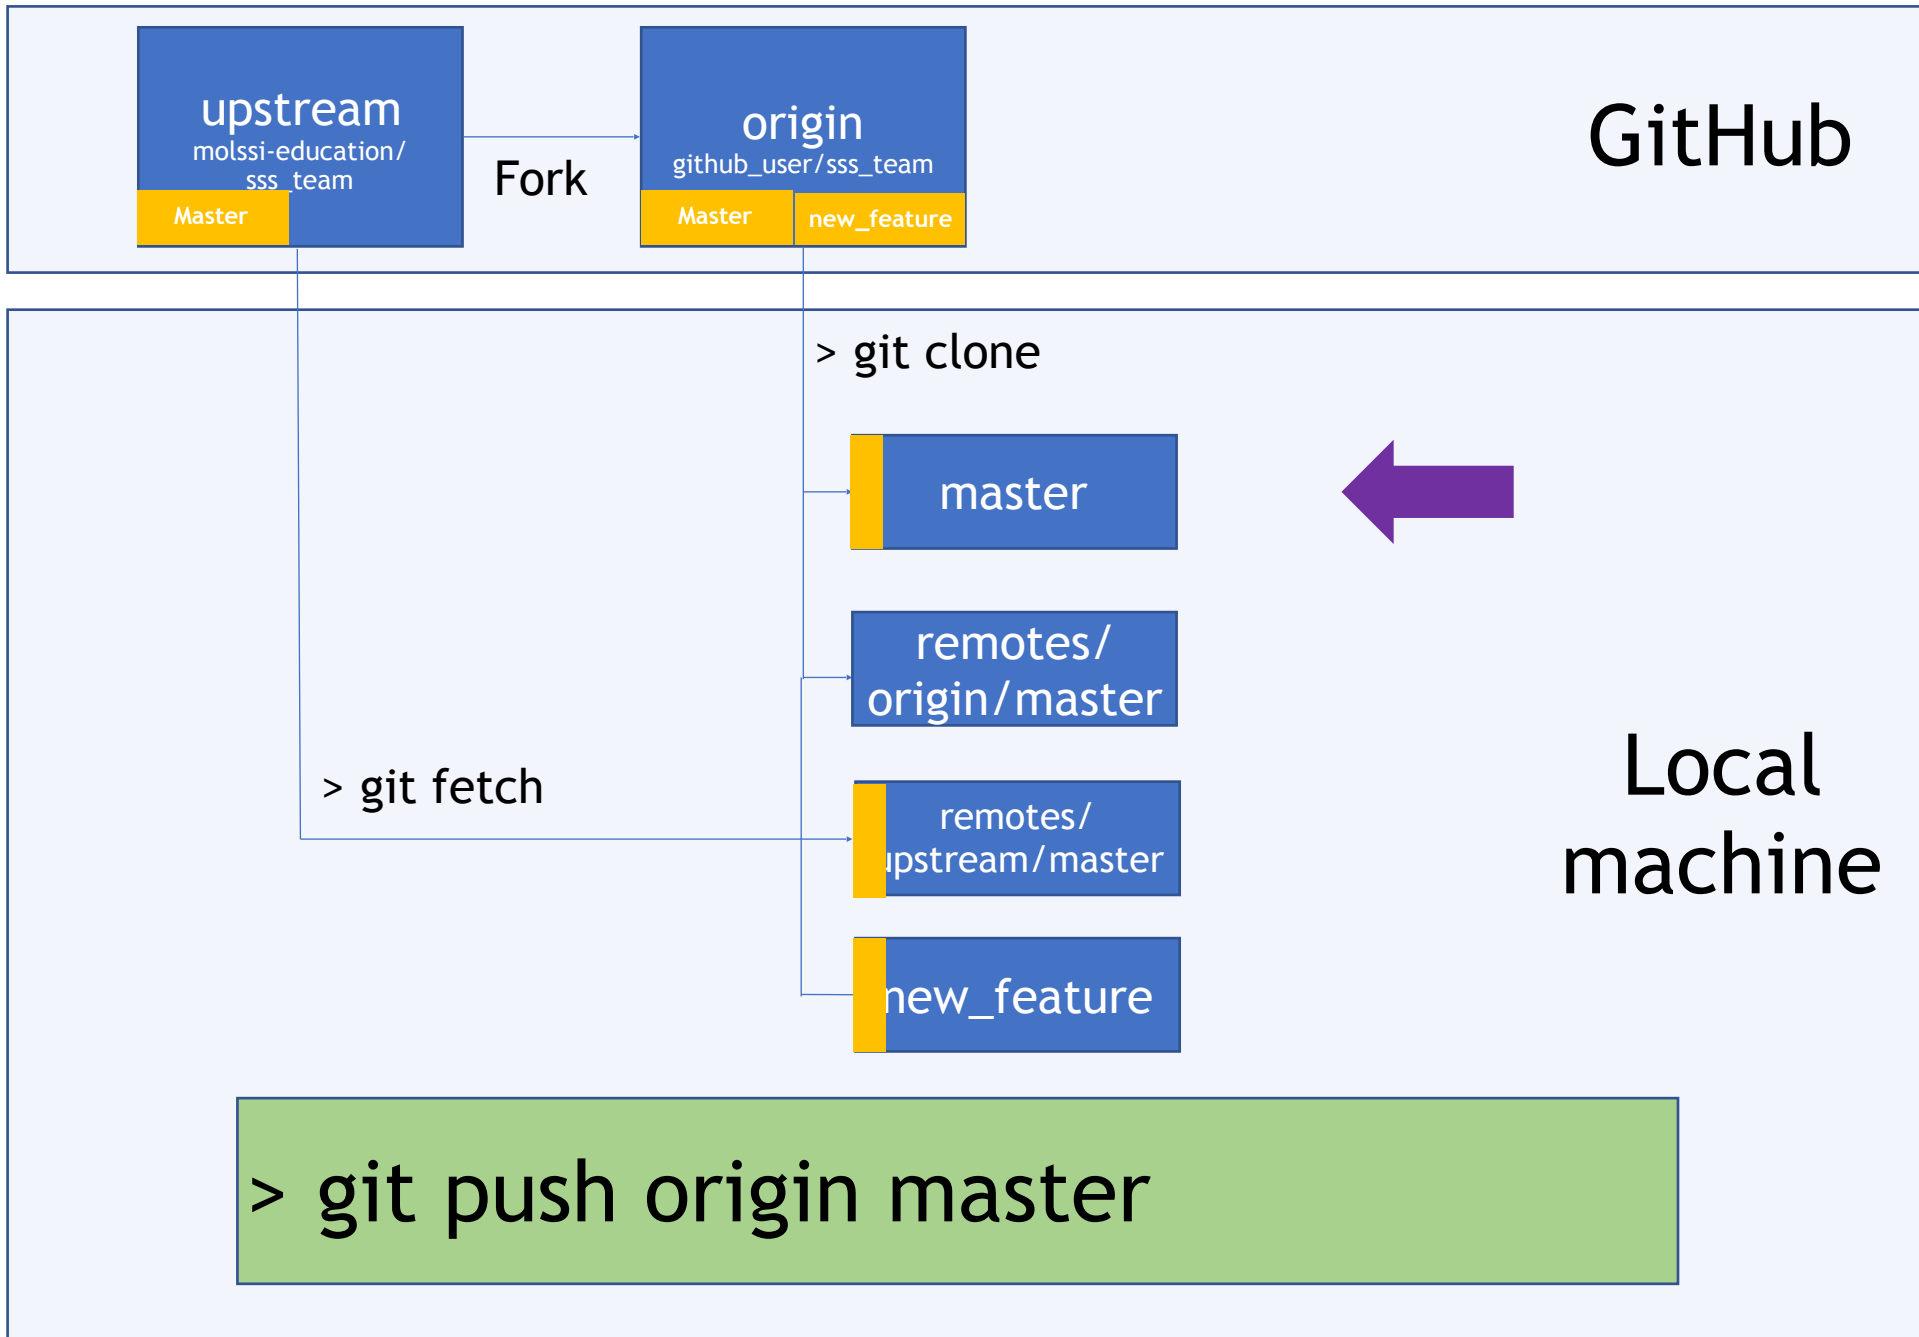 upstream
molssi-education/
sss_team
Master
Fork
origin
github_user/sss_team
Master
new_feature
GitHub
> git clone
master
remotes/
origin/master
> git fetch
remotes/
upstream/master
new_feature
Local
machine
> git push origin master